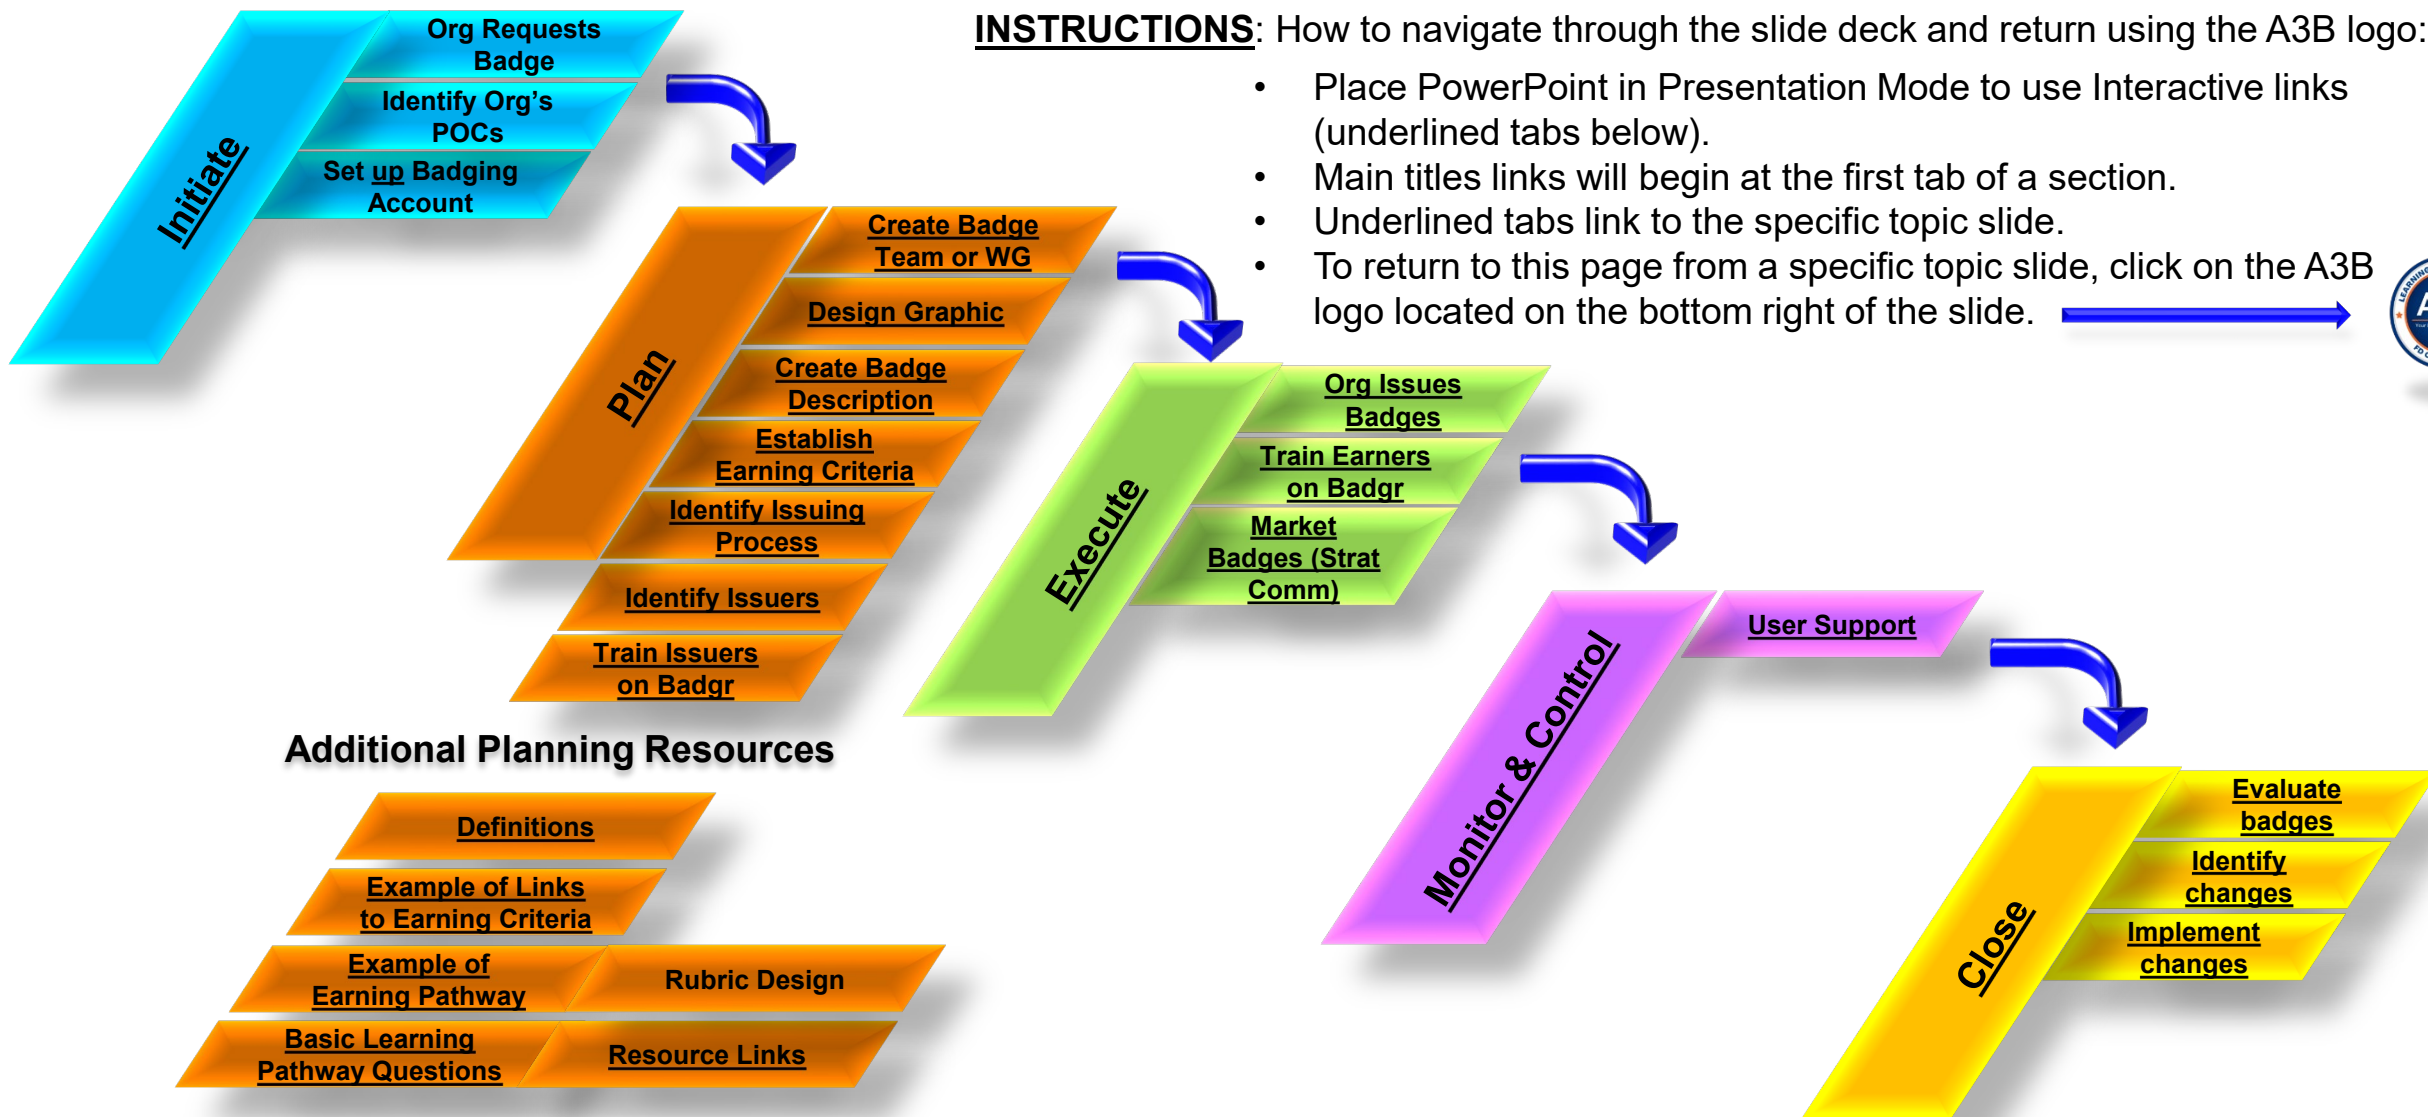 INSTRUCTIONS: How to navigate through the slide deck and return using the A3B logo:
• Place PowerPoint in Presentation Mode to use Interactive links
(underlined tabs below).
• Main titles links will begin at the first tab of a section.
• Underlined tabs link to the specific topic slide.
• To return to this page from a specific topic slide, click on the A3B
logo located on the bottom right of the slide.
Initiate
Org Requests
Badge
Identify Org's
POCs
Set up Badging
Account
Plan
Create Badge
Team or WG
Design Graphic
Create Badge
Description
Establish
Earning Criteria
Identify Issuing
Process
Identify Issuers
Train Issuers
on Badgr
Execute
Org Issues
Badges
Train Earners
on Badgr
Market
Badges (Strat
Comm)
Monitor & Control
User Support
Close
Evaluate
badges
Identify
changes
Implement
changes
Additional Planning Resources
Definitions
Example of Links
to Earning Criteria
Example of
Earning Pathway
Rubric Design
Basic Learning
Pathway Questions
Resource Links